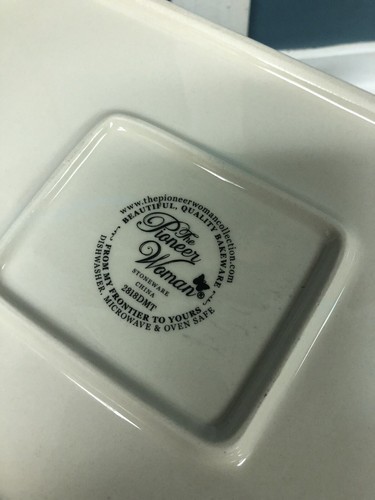 www.thepioneerwomancollection.com
BEAUTIFUL, QUALITY BAKEWARE
The
Pioneer
Woman®
STONEWARE
CHINA
2818DMT
FROM MY FRONTIER TO YOURS
DISHWASHER, MICROWAVE & OVEN SAFE